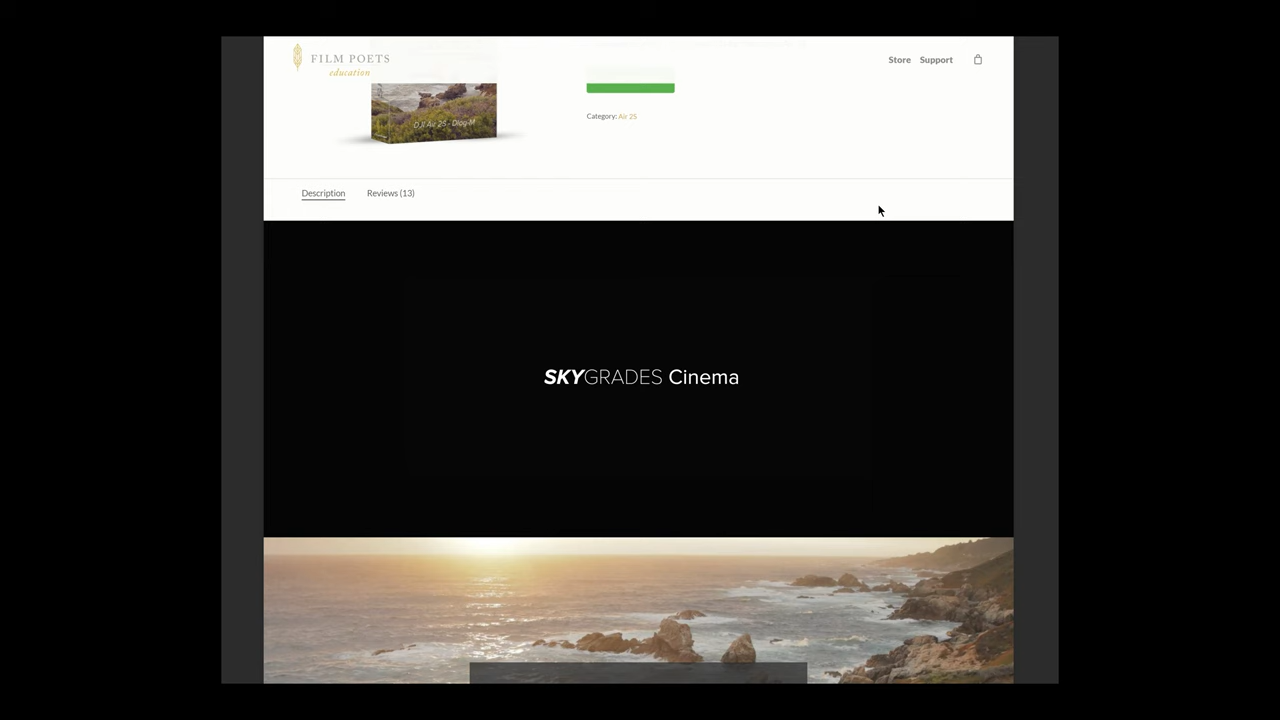 FILM POETS
education
Store Support
DJI Air 2S - Dlog-M
Category: Air 2S
Description Reviews (13)
SKYGRADES Cinema